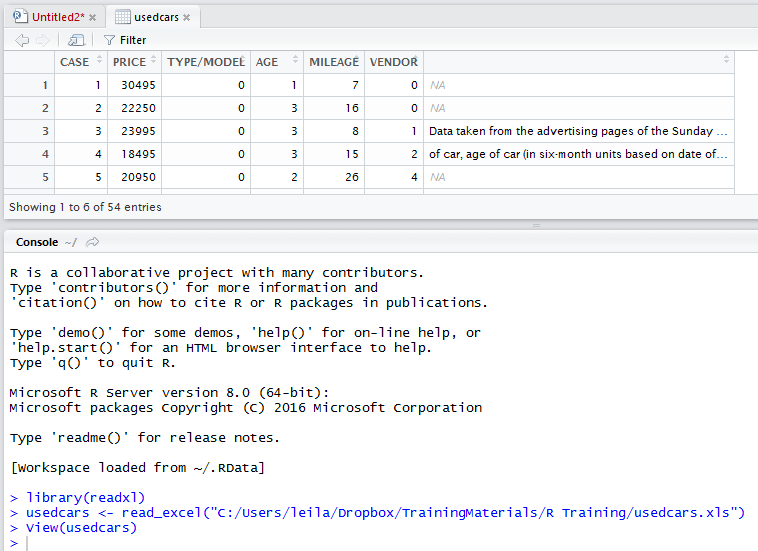 Untitled2* usedcars
Filter
CASE PRICE TYPE/MODEL AGE MILEAGE VENDOR
1 1 30495 0 1 7 0 NA
2 2 22250 0 3 16 0 NA
3 3 23995 0 3 8 1 Data taken from the advertising pages of the Sunday ...
4 4 18495 0 3 15 2 of car, age of car (in six-month units based on date of...
5 5 20950 0 2 26 4 NA
Showing 1 to 6 of 54 entries
Console ~/
R is a collaborative project with many contributors.
Type 'contributors()' for more information and
'citation()' on how to cite R or R packages in publications.
Type 'demo()' for some demos, 'help()' for on-line help, or
'help.start()' for an HTML browser interface to help.
Type 'q()' to quit R.
Microsoft R Server version 8.0 (64-bit):
Microsoft packages Copyright (C) 2016 Microsoft Corporation
Type 'readme()' for release notes.
[Workspace loaded from ~/.RData]
> library(readxl)
> usedcars <- read_excel("C:/Users/leila/Dropbox/TrainingMaterials/R Training/usedcars.xls")
> View(usedcars)
>